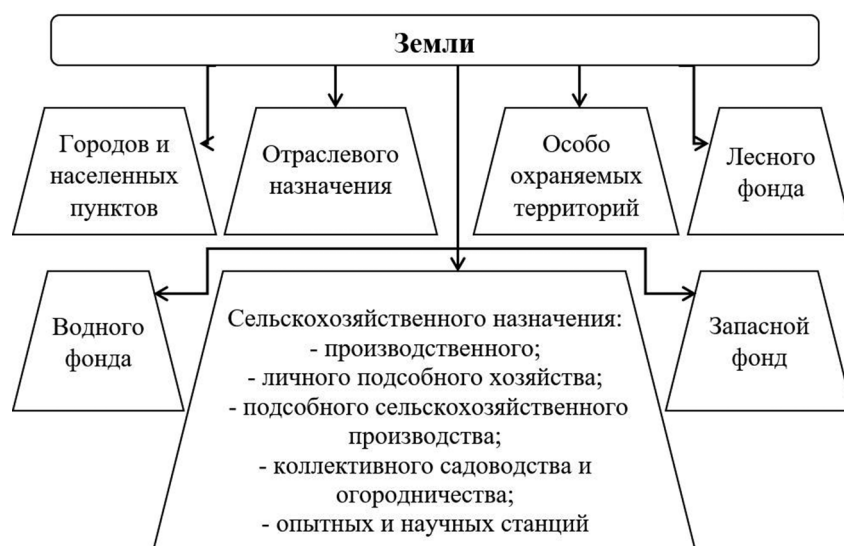 Земли
Городов и
населенных
пунктов
Отраслевого
назначения
Особо
охраняемых
территорий
Лесного
фонда
Водного
фонда
Сельскохозяйственного назначения:
- производственного;
- личного подсобного хозяйства;
- подсобного сельскохозяйственного
производства;
- коллективного садоводства и
огородничества;
- опытных и научных станций
Запасной
фонд